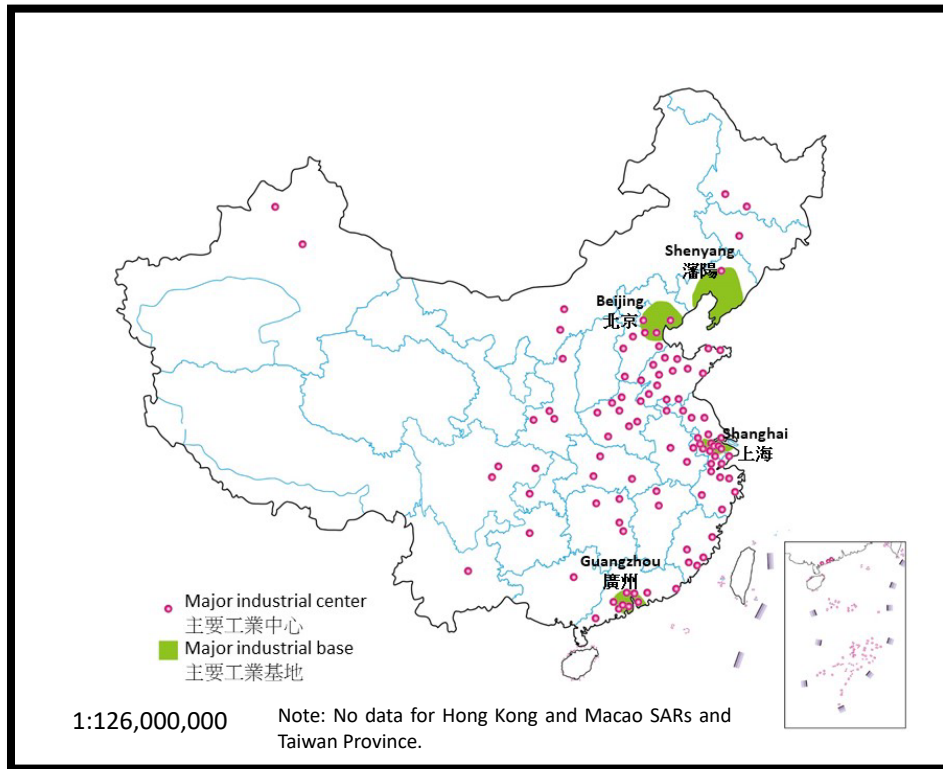 Shenyang
瀋陽
Beijing
北京
Shanghai
上海
Guangzhou
廣州
Major industrial center
主要工業中心
Major industrial base
主要工業基地
1:126,000,000
Note: No data for Hong Kong and Macao SARs and
Taiwan Province.